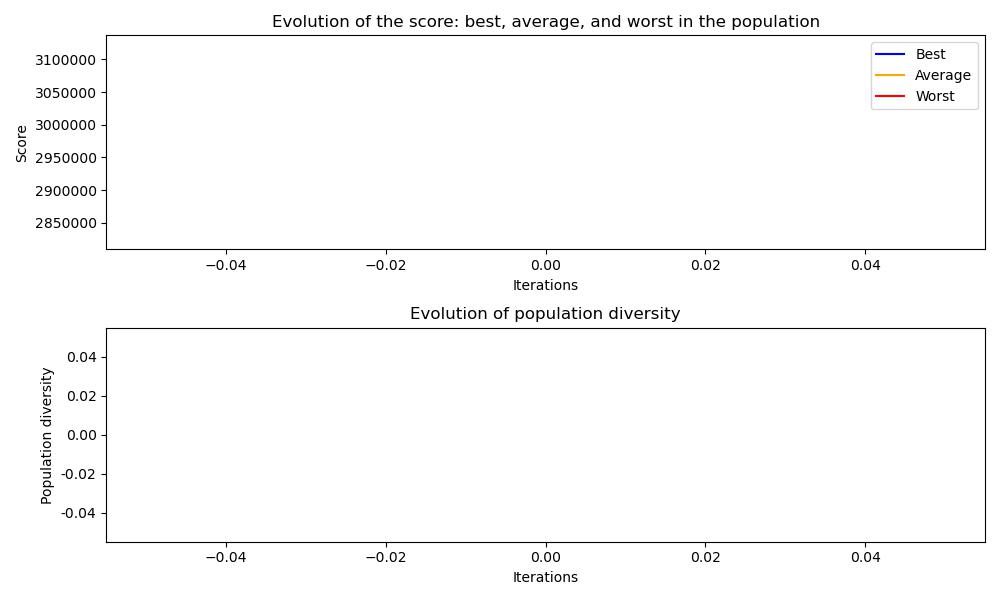 Evolution of the score: best, average, and worst in the population
3100000
3050000
3000000
2950000
2900000
2850000
Score
Best
Average
Worst
−0.04 −0.02 0.00 0.02 0.04
Iterations
Evolution of population diversity
0.04
0.02
0.00
-0.02
-0.04
Population diversity
−0.04 −0.02 0.00 0.02 0.04
Iterations